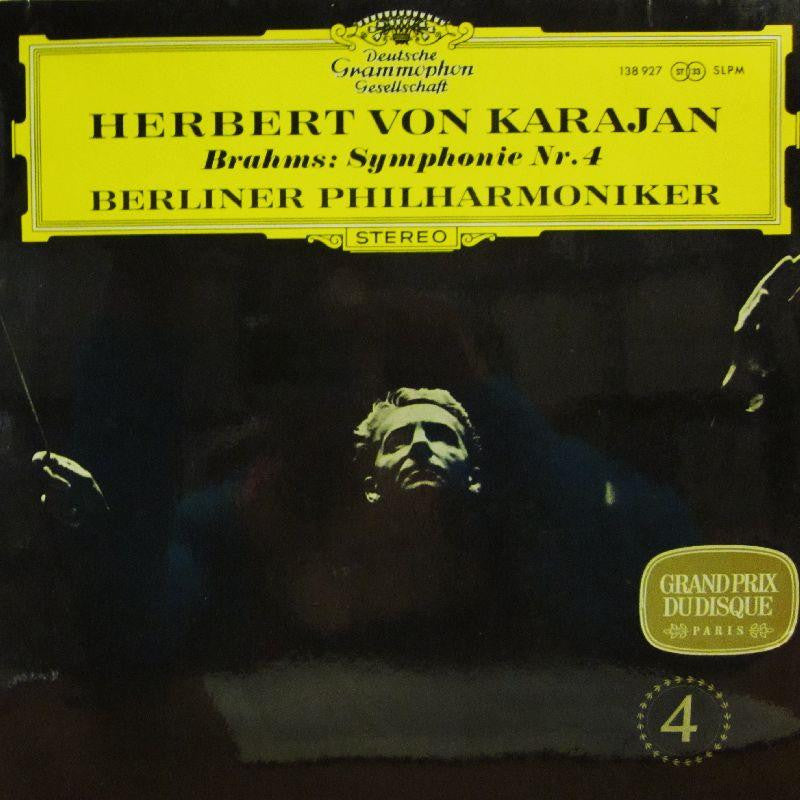 Deutsche
Grammophon
Gesellschaft
138 927 ST 33 SLPM
HERBERT VON KARAJAN
Brahms: Symphonie Nr. 4
BERLINER PHILHARMONIKER
STEREO
GRAND PRIX
DU DISQUE
PARIS
4